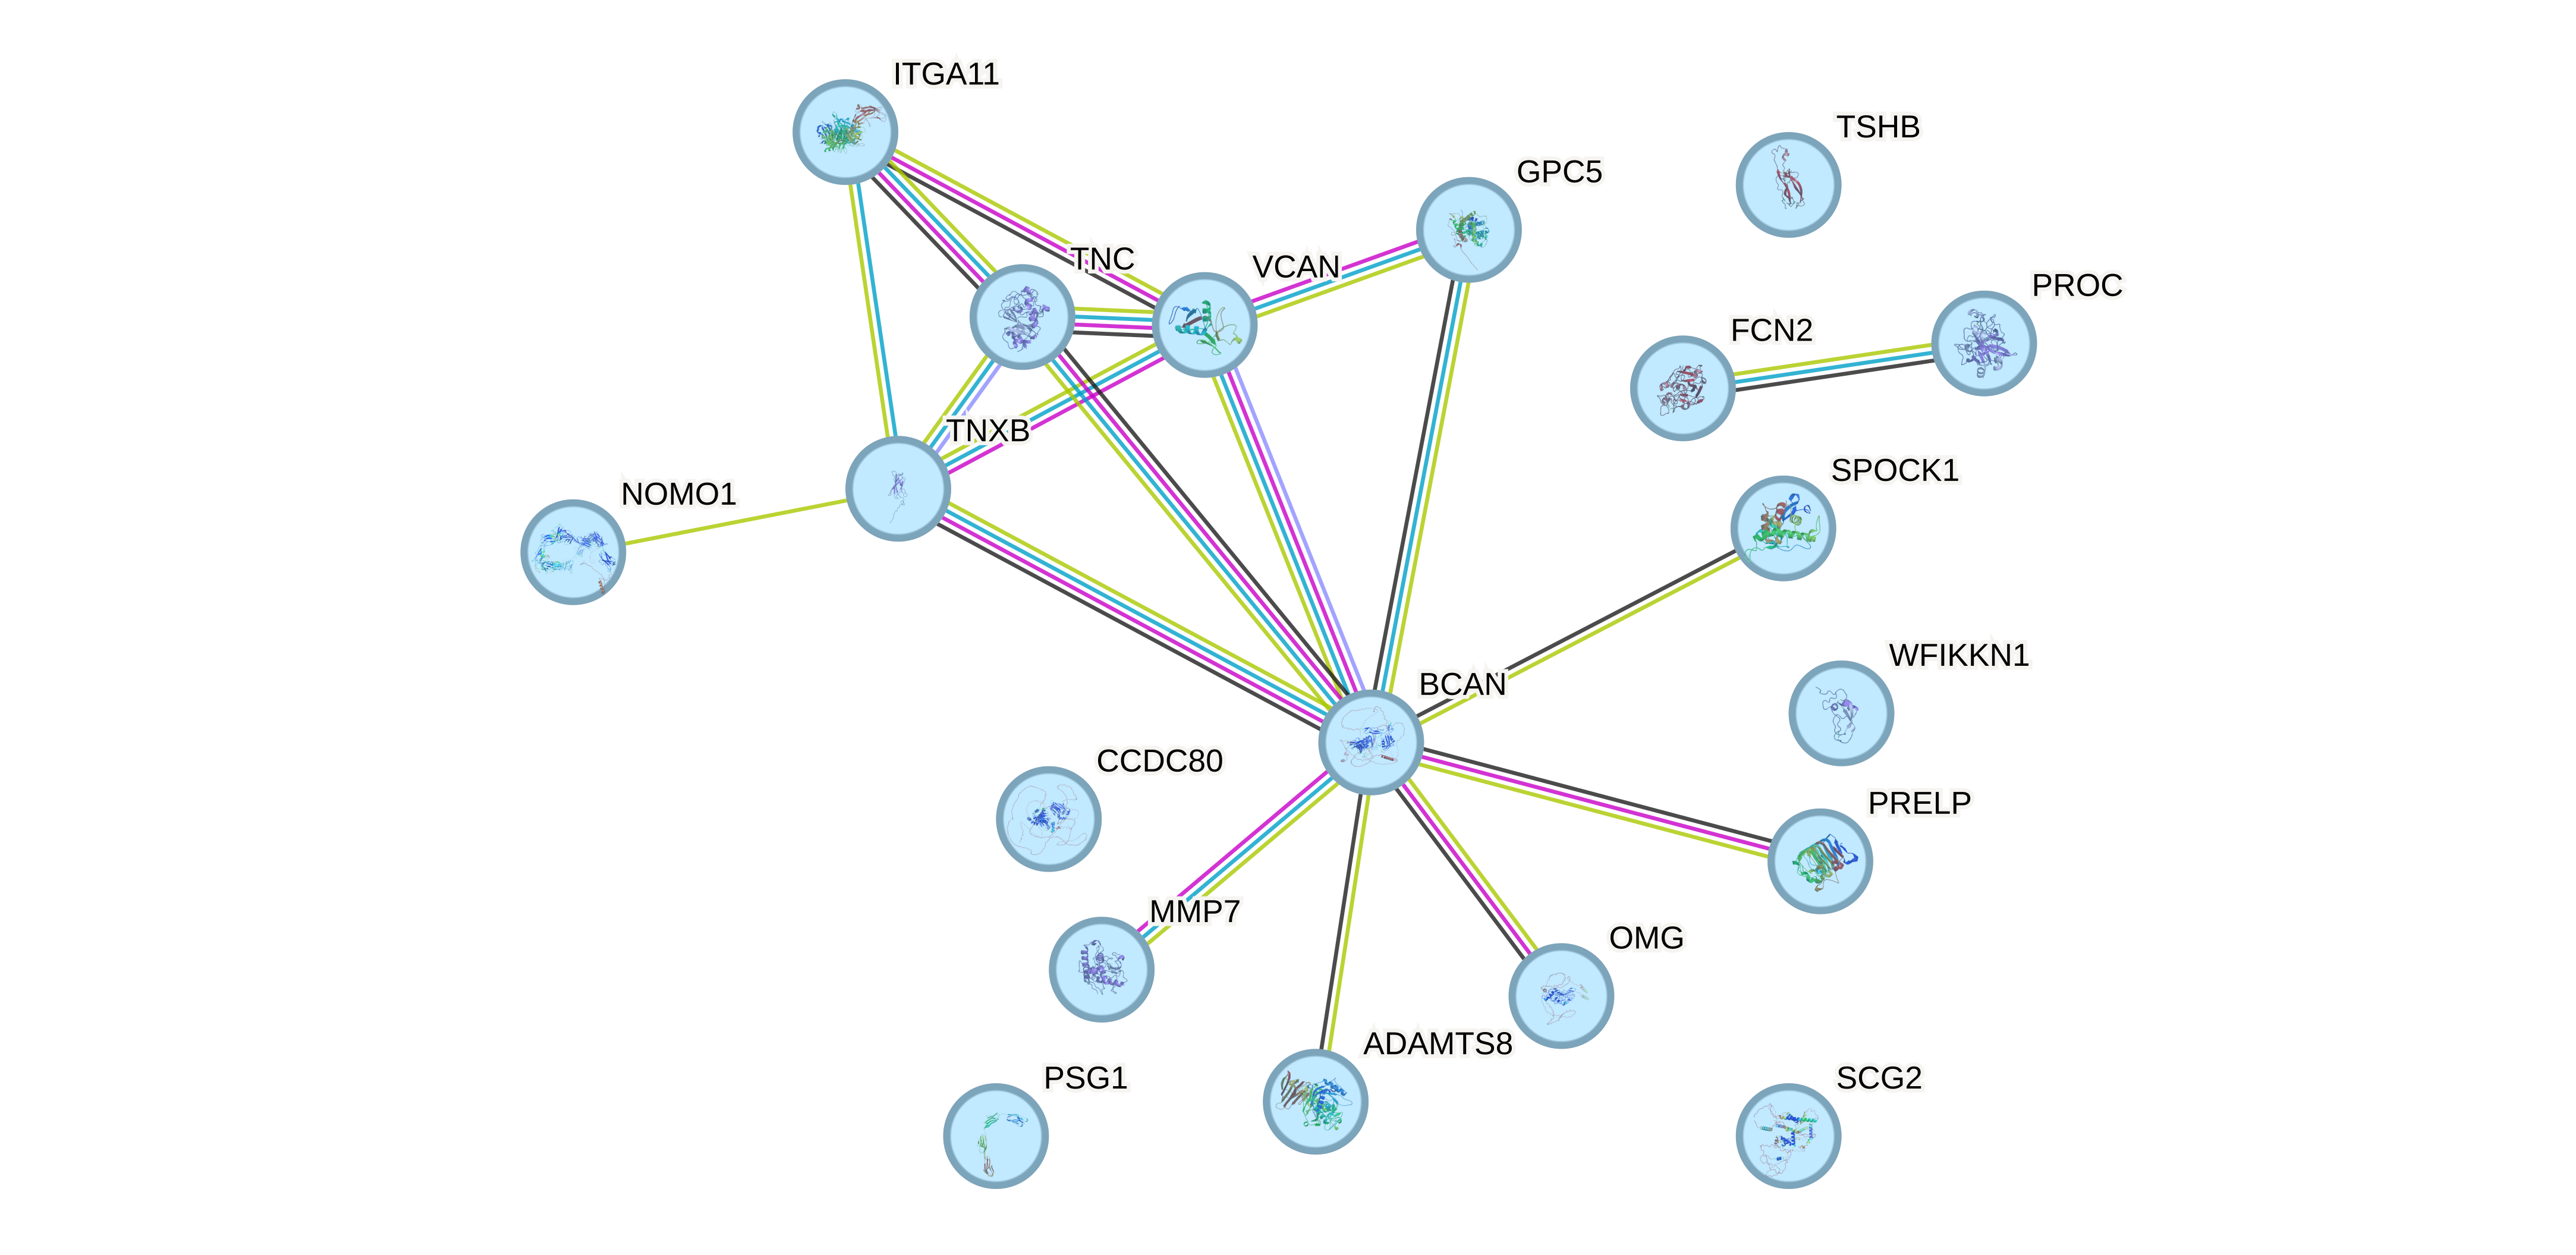 ITGA11
TSHB
GPC5
TNC
VCAN
PROC
FCN2
TNXB
SPOCK1
NOMO1
WFIKKN1
BCAN
CCDC80
PRELP
MMP7
OMG
ADAMTS8
PSG1
SCG2